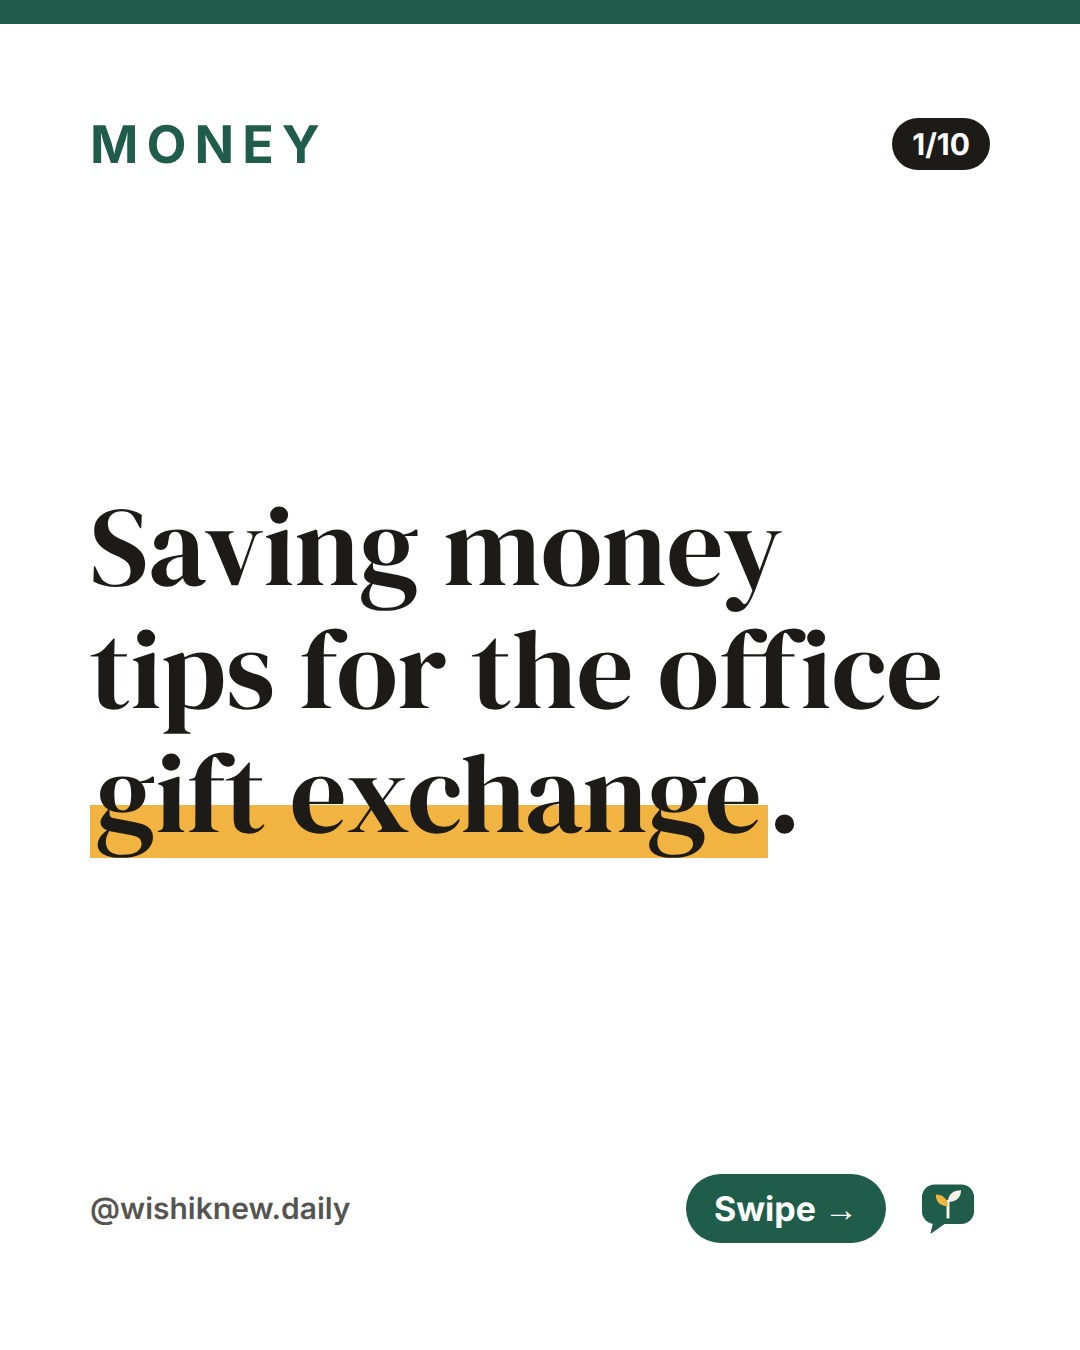 MONEY
1/10
Saving money
tips for the office
gift exchange.
@wishiknew.daily
Swipe →